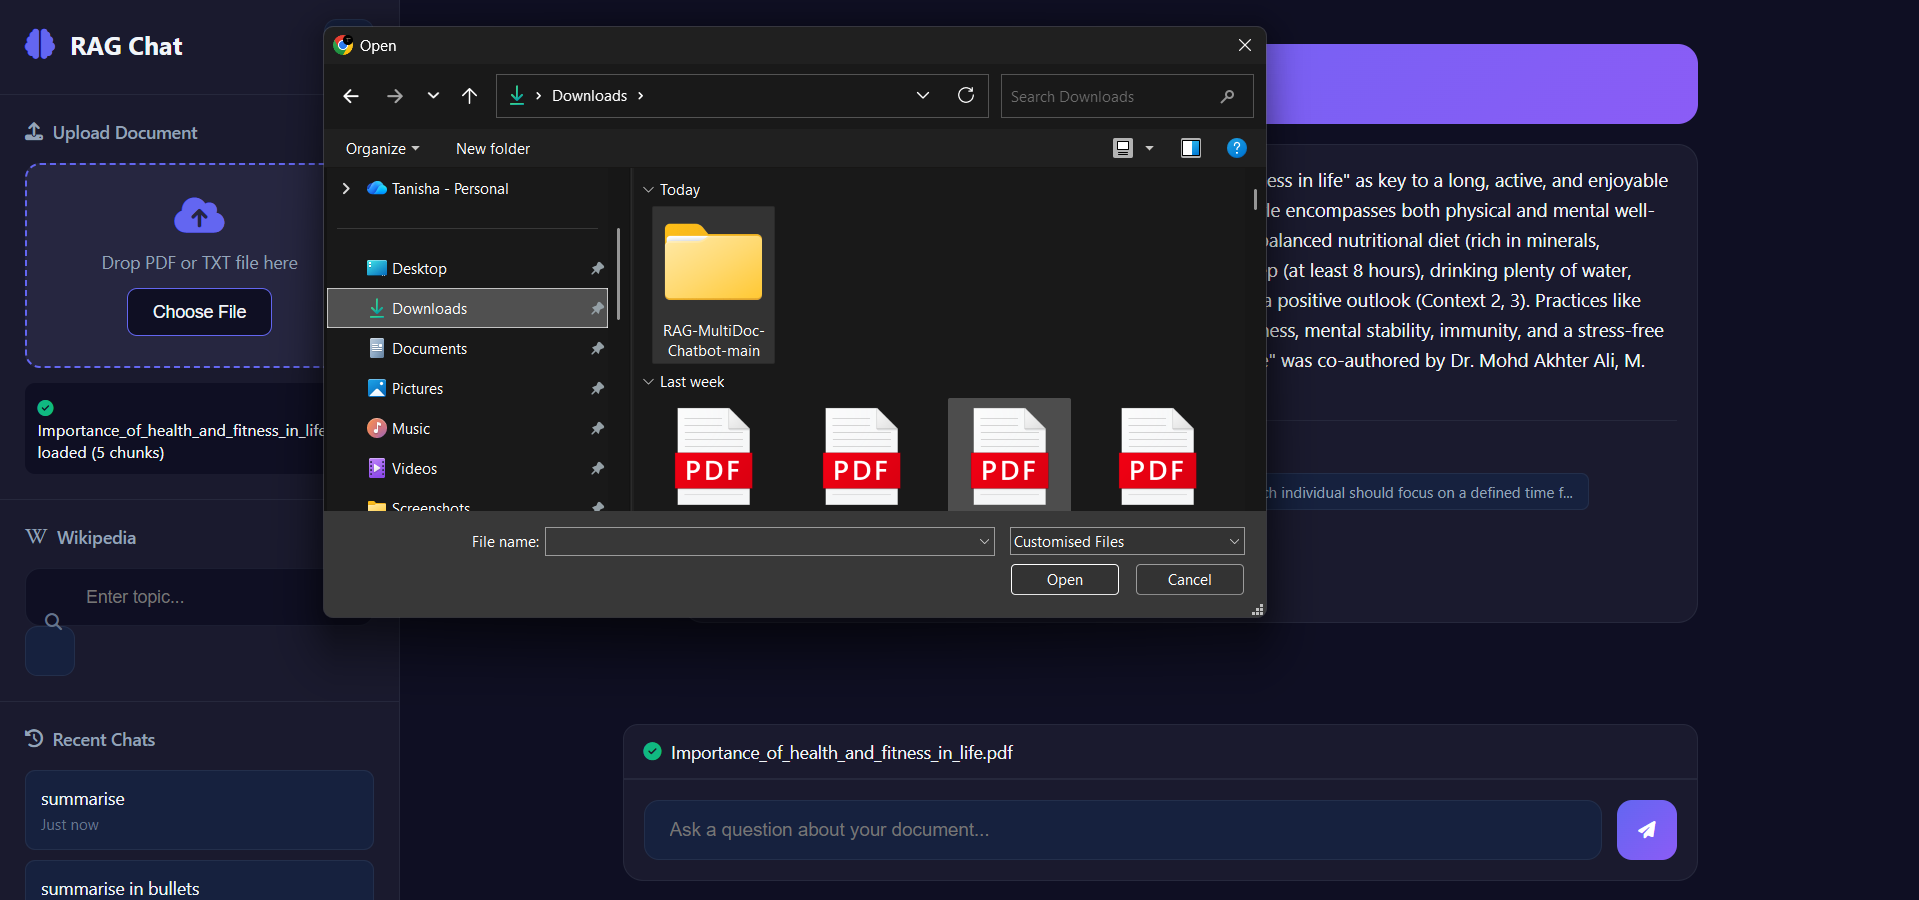 RAG Chat
Upload Document
Drop PDF or TXT file here
Choose File
Importance_of_health_and_fitness_in_life
loaded (5 chunks)
W Wikipedia
Enter topic...
Recent Chats
summarise
Just now
summarise in bullets
Open
Downloads
Search Downloads
Organize
New folder
?
Tanisha - Personal
Desktop
Downloads
Documents
Pictures
Music
Videos
Screenshots
Today
RAG-MultiDoc-
Chatbot-main
Last week
PDF
PDF
PDF
PDF
File name:
Customised Files
Open
Cancel
in life" as key to a long, active, and enjoyable
encompasses both physical and mental well-
balanced nutritional diet (rich in minerals,
(at least 8 hours), drinking plenty of water,
a positive outlook (Context 2, 3). Practices like
mental stability, immunity, and a stress-free
" was co-authored by Dr. Mohd Akhter Ali, M.
individual should focus on a defined time f...
Importance_of_health_and_fitness_in_life.pdf
Ask a question about your document...